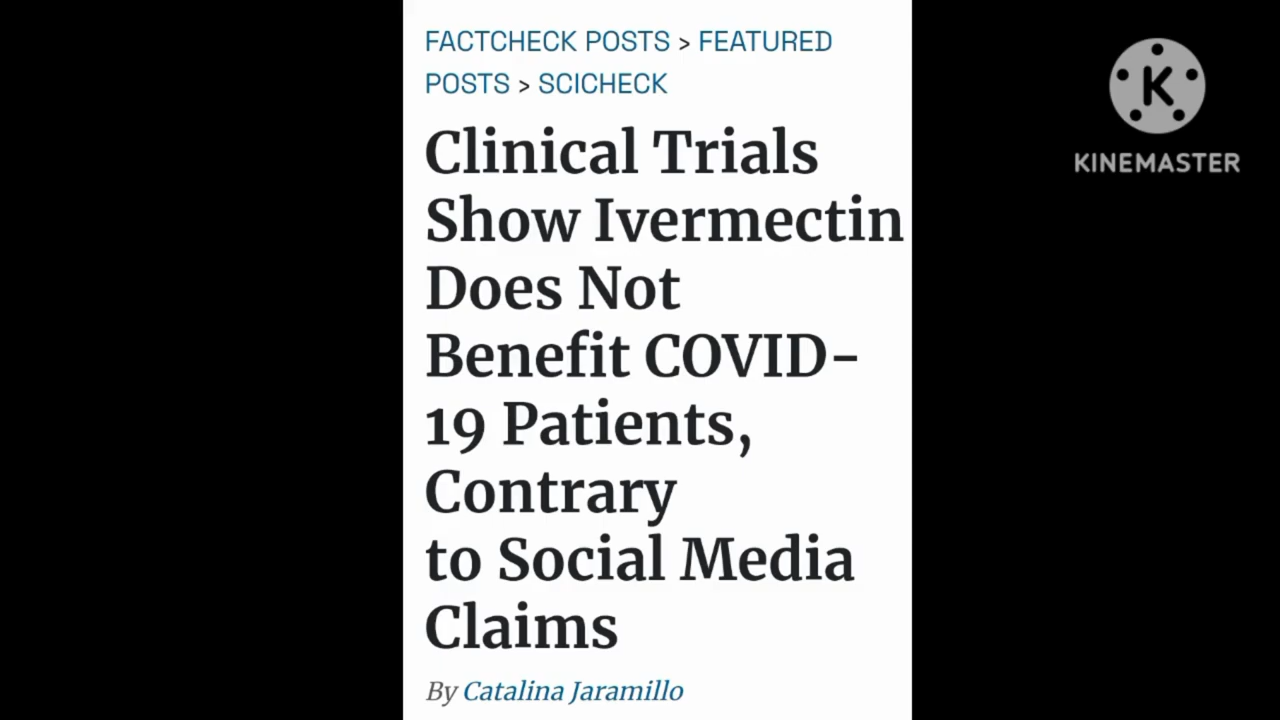 FACTCHECK POSTS > FEATURED
POSTS > SCICHECK
Clinical Trials
Show Ivermectin
Does Not
Benefit COVID-
19 Patients,
Contrary
to Social Media
Claims
By Catalina Jaramillo
K
KINEMASTER